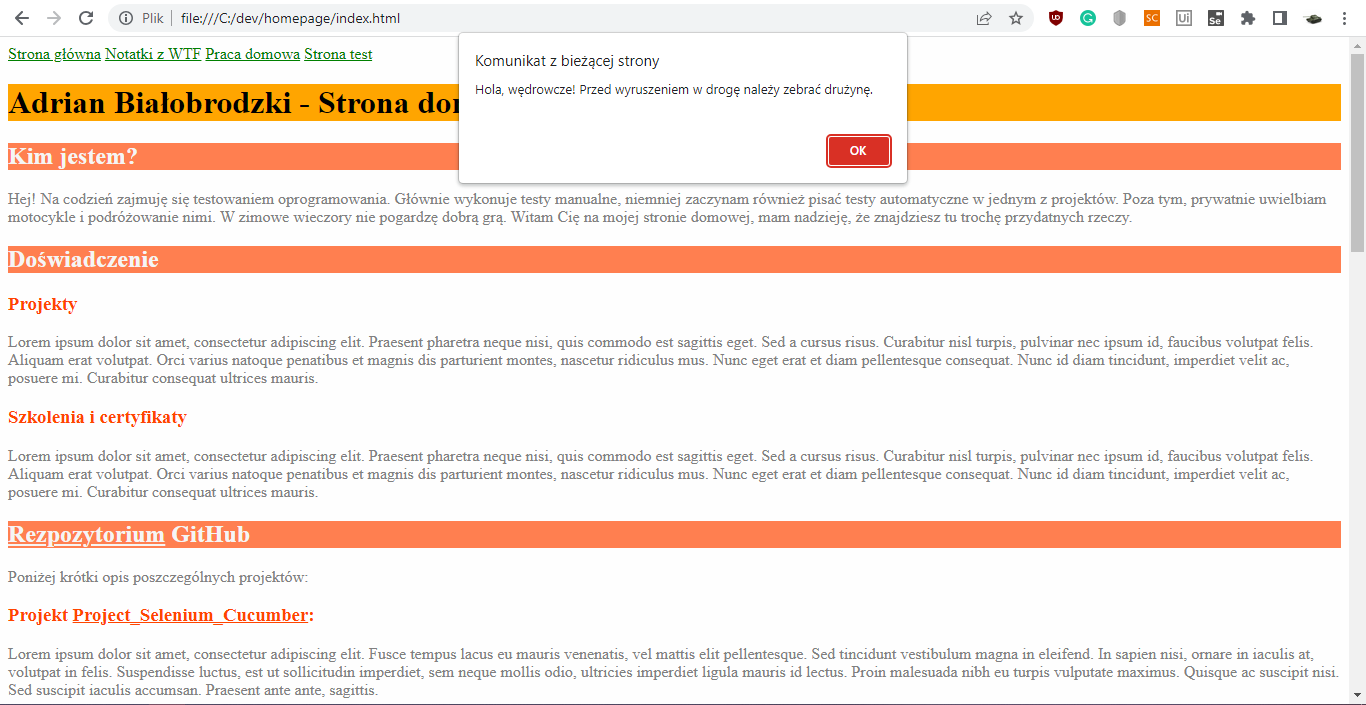 Plik | file:///C:/dev/homepage/index.html
SC
Ui
Se
Strona główna Notatki z WTF Praca domowa Strona test
Komunikat z bieżącej strony
Hola, wędrowcze! Przed wyruszeniem w drogę należy zebrać drużynę.
OK
Adrian Białobrodzki - Strona
Kim jestem?
Hej! Na codzień zajmuję się testowaniem oprogramowania. Głównie wykonuje testy manualne, niemniej zaczynam również pisać testy automatyczne w jednym z projektów. Poza tym, prywatnie uwielbiam
motocykle i podróżowanie nimi. W zimowe wieczory nie pogardzę dobrą grą. Witam Cię na mojej stronie domowej, mam nadzieję, że znajdziesz tu trochę przydatnych rzeczy.
Doświadczenie
Projekty
Lorem ipsum dolor sit amet, consectetur adipiscing elit. Praesent pharetra neque nisi, quis commodo est sagittis eget. Sed a cursus risus. Curabitur nisl turpis, pulvinar nec ipsum id, faucibus volutpat felis.
Aliquam erat volutpat. Orci varius natoque penatibus et magnis dis parturient montes, nascetur ridiculus mus. Nunc eget erat et diam pellentesque consequat. Nunc id diam tincidunt, imperdiet velit ac,
posuere mi. Curabitur consequat ultrices mauris.
Szkolenia i certyfikaty
Lorem ipsum dolor sit amet, consectetur adipiscing elit. Praesent pharetra neque nisi, quis commodo est sagittis eget. Sed a cursus risus. Curabitur nisl turpis, pulvinar nec ipsum id, faucibus volutpat felis.
Aliquam erat volutpat. Orci varius natoque penatibus et magnis dis parturient montes, nascetur ridiculus mus. Nunc eget erat et diam pellentesque consequat. Nunc id diam tincidunt, imperdiet velit ac,
posuere mi. Curabitur consequat ultrices mauris.
Rezpozytorium GitHub
Poniżej krótki opis poszczególnych projektów:
Projekt Project_Selenium_Cucumber:
Lorem ipsum dolor sit amet, consectetur adipiscing elit. Fusce tempus lacus eu mauris venenatis, vel mattis elit pellentesque. Sed tincidunt vestibulum magna in eleifend. In sapien nisi, ornare in iaculis at,
volutpat in felis. Suspendisse luctus, est ut sollicitudin imperdiet, sem neque mollis odio, ultricies imperdiet ligula mauris id lectus. Proin malesuada nibh eu turpis vulputate maximus. Quisque ac suscipit nisi.
Sed suscipit iaculis accumsan. Praesent ante ante, sagittis.